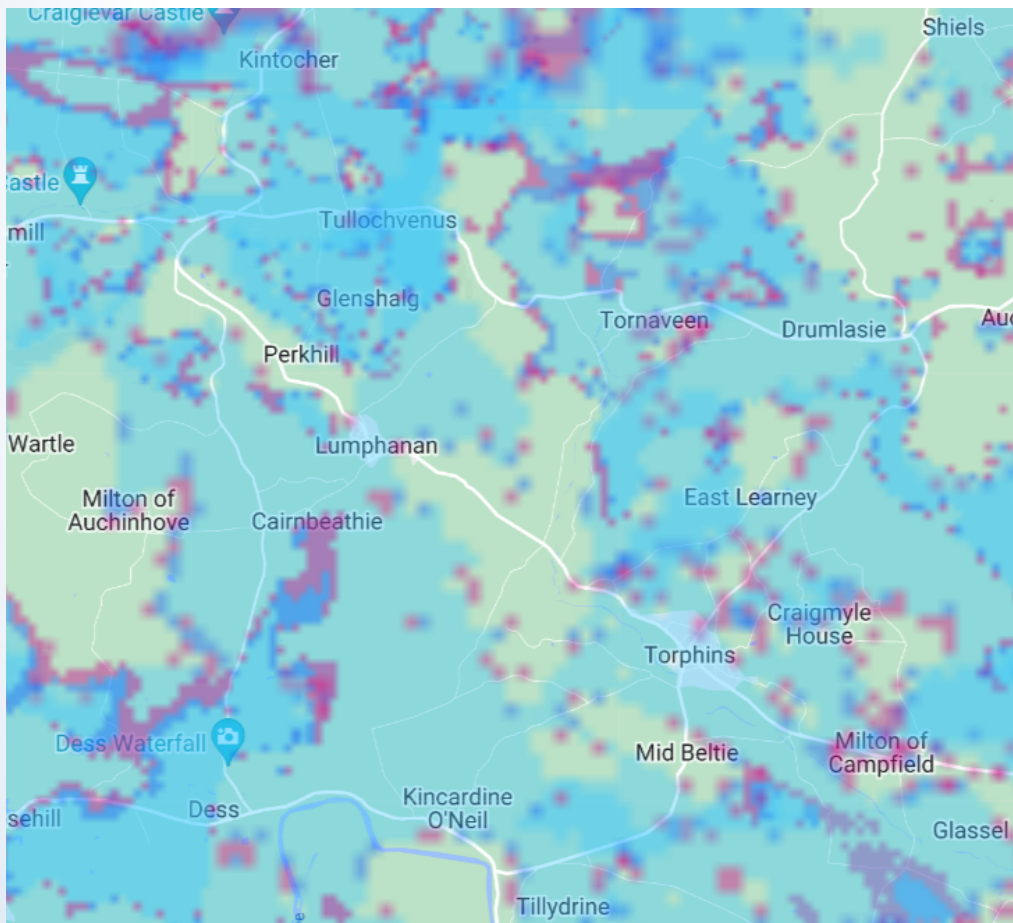 Craigievar Castle
Shiels
Kintocher
Castle
Tullochvenus
mill
Glenshalg
Tornaveen
Auc
Drumlasie
Perkhill
Wartle
Lumphanan
Milton of
Auchinhove
East Learney
Cairnbeathie
Craigmyle
House
Torphins
Dess Waterfall
Mid Beltie
Milton of
Campfield
Kincardine
O'Neil
Dess
sehill
Glassel
Tillydrine